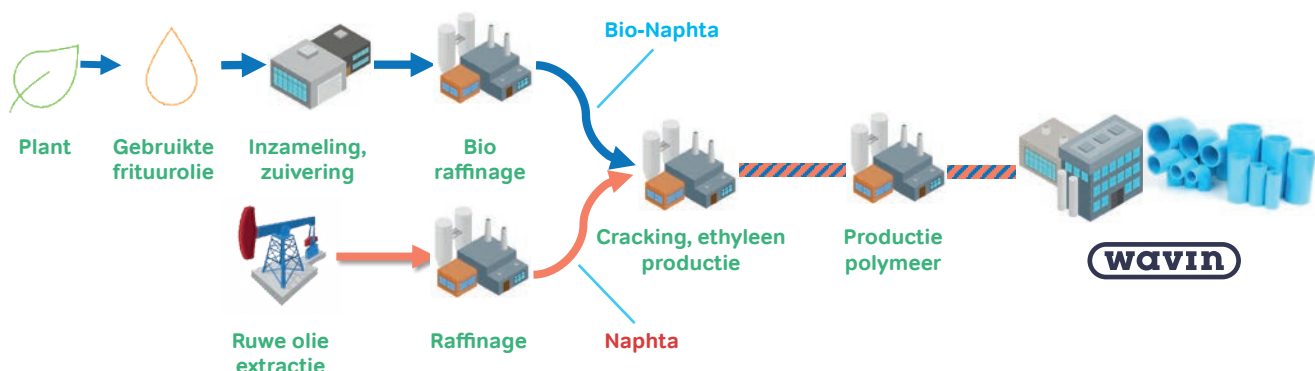 Bio-Naphta
Plant
Gebruikte
frituurolie
Inzameling,
zuivering
Bio
raffinage
Cracking, ethyleen
productie
Productie
polymeer
wavin
Ruwe olie
extractie
Raffinage
Naphta